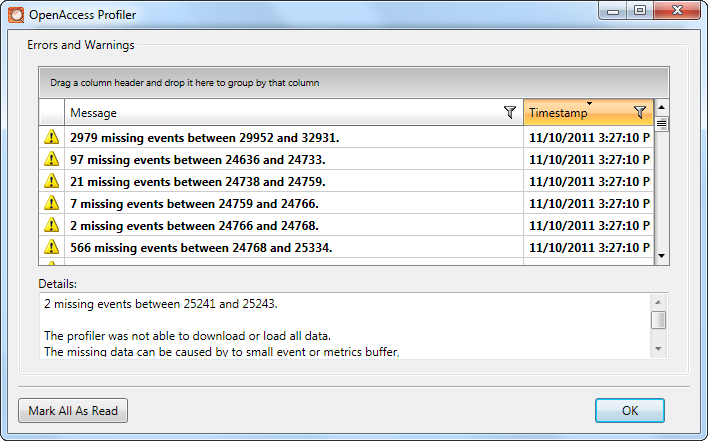 OpenAccess Profiler
Errors and Warnings
Drag a column header and drop it here to group by that column
Message Timestamp
2979 missing events between 29952 and 32931. 11/10/2011 3:27:10 P
97 missing events between 24636 and 24733. 11/10/2011 3:27:10 P
21 missing events between 24738 and 24759. 11/10/2011 3:27:10 P
7 missing events between 24759 and 24766. 11/10/2011 3:27:10 P
2 missing events between 24766 and 24768. 11/10/2011 3:27:10 P
566 missing events between 24768 and 25334. 11/10/2011 3:27:10 P
Details:
2 missing events between 25241 and 25243.
The profiler was not able to download or load all data.
The missing data can be caused by to small event or metrics buffer.
Mark All As Read OK